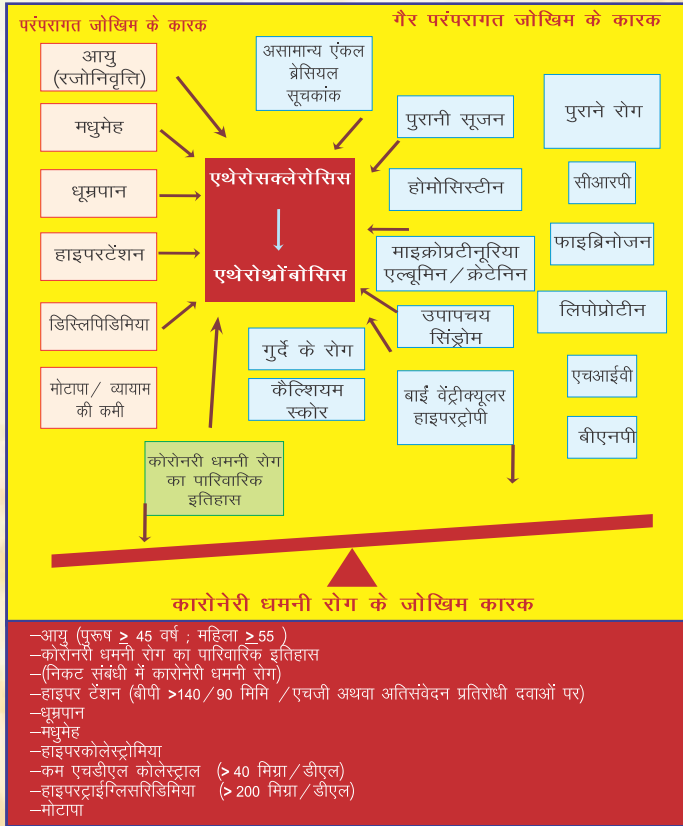 परंपरागत जोखिम के कारक
गैर परंपरागत जोखिम के कारक
आयु
(रजोनिवृत्ति)
मधुमेह
धूम्रपान
हाइपरटेंशन
डिस्लिपिडिमिया
मोटापा/ व्यायाम
की कमी
कोरोनरी धमनी रोग
का पारिवारिक
इतिहास
एथेरोसक्लेरोसिस
एथेरोथ्रोंबोसिस
असामान्य एंकल
ब्रेसियल
सूचकांक
पुरानी सूजन
होमोसिस्टीन
माइक्रोप्रटीनूरिया
एल्बूमिन/क्रेटेनिन
उपापचय
सिंड्रोम
गुर्दे के रोग
कैल्शियम
स्कोर
बाईं वेंट्रीक्यूलर
हाइपरट्रोपी
पुराने रोग
सीआरपी
फाइब्रिनोजन
लिपोप्रोटीन
एचआईवी
बीएनपी
कारोनेरी धमनी रोग के जोखिम कारक
–आयु (पुरूष ≥ 45 वर्ष ; महिला ≥55 )
–कोरोनरी धमनी रोग का पारिवारिक इतिहास
–(निकट संबंधी में कारोनेरी धमनी रोग)
–हाइपर टेंशन (बीपी >140/90 मिमि /एचजी अथवा अतिसंवेदन प्रतिरोधी दवाओं पर)
–धूम्रपान
–मधुमेह
–हाइपरकोलेस्ट्रोमिया
–कम एचडीएल कोलेस्ट्राल (>40 मिग्रा/डीएल)
–हाइपरट्राईग्लिसरिडिमिया (>200 मिग्रा/डीएल)
–मोटापा